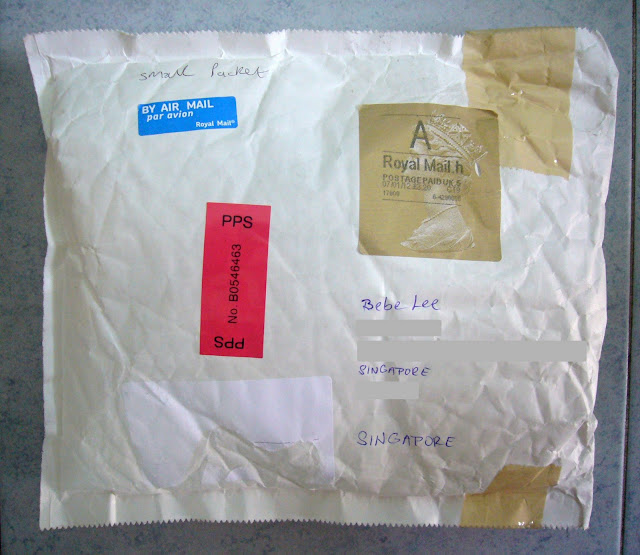 small Packet
BY AIR MAIL
par avion
Royal Mail®
A
Royal Mail.h
POSTAGE PAID UK
PPS
No. B0546463
PPS
Bebe Lee
SINGAPORE
SINGAPORE